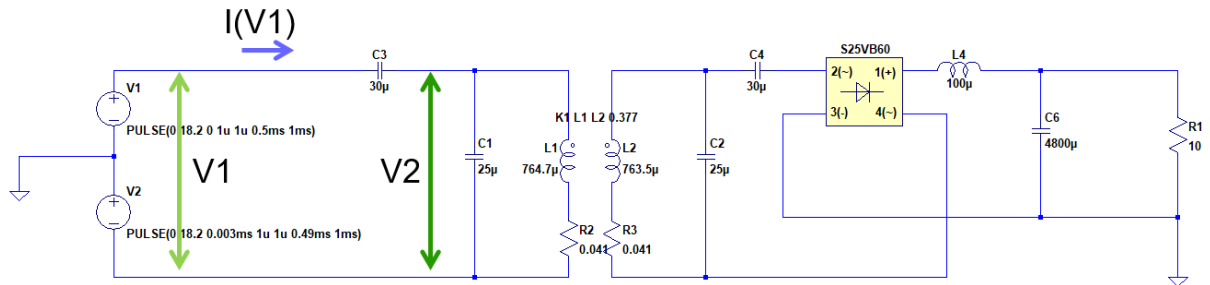 I(V1)
V1
PULSE(0 18.2 0 1u 1u 0.5ms 1ms)
V2
PULSE(0 18.2 0.003ms 1u 1u 0.49ms 1ms)
V1
C3
30µ
V2
C1
25µ
K1 L1 L2 0.377
L1
764.7µ
L2
763.5µ
R2
0.041
R3
0.041
C2
25µ
C4
30µ
S25VB60
2(~)
1(+)
3(-)
4(~)
L4
100µ
C6
4800µ
R1
10